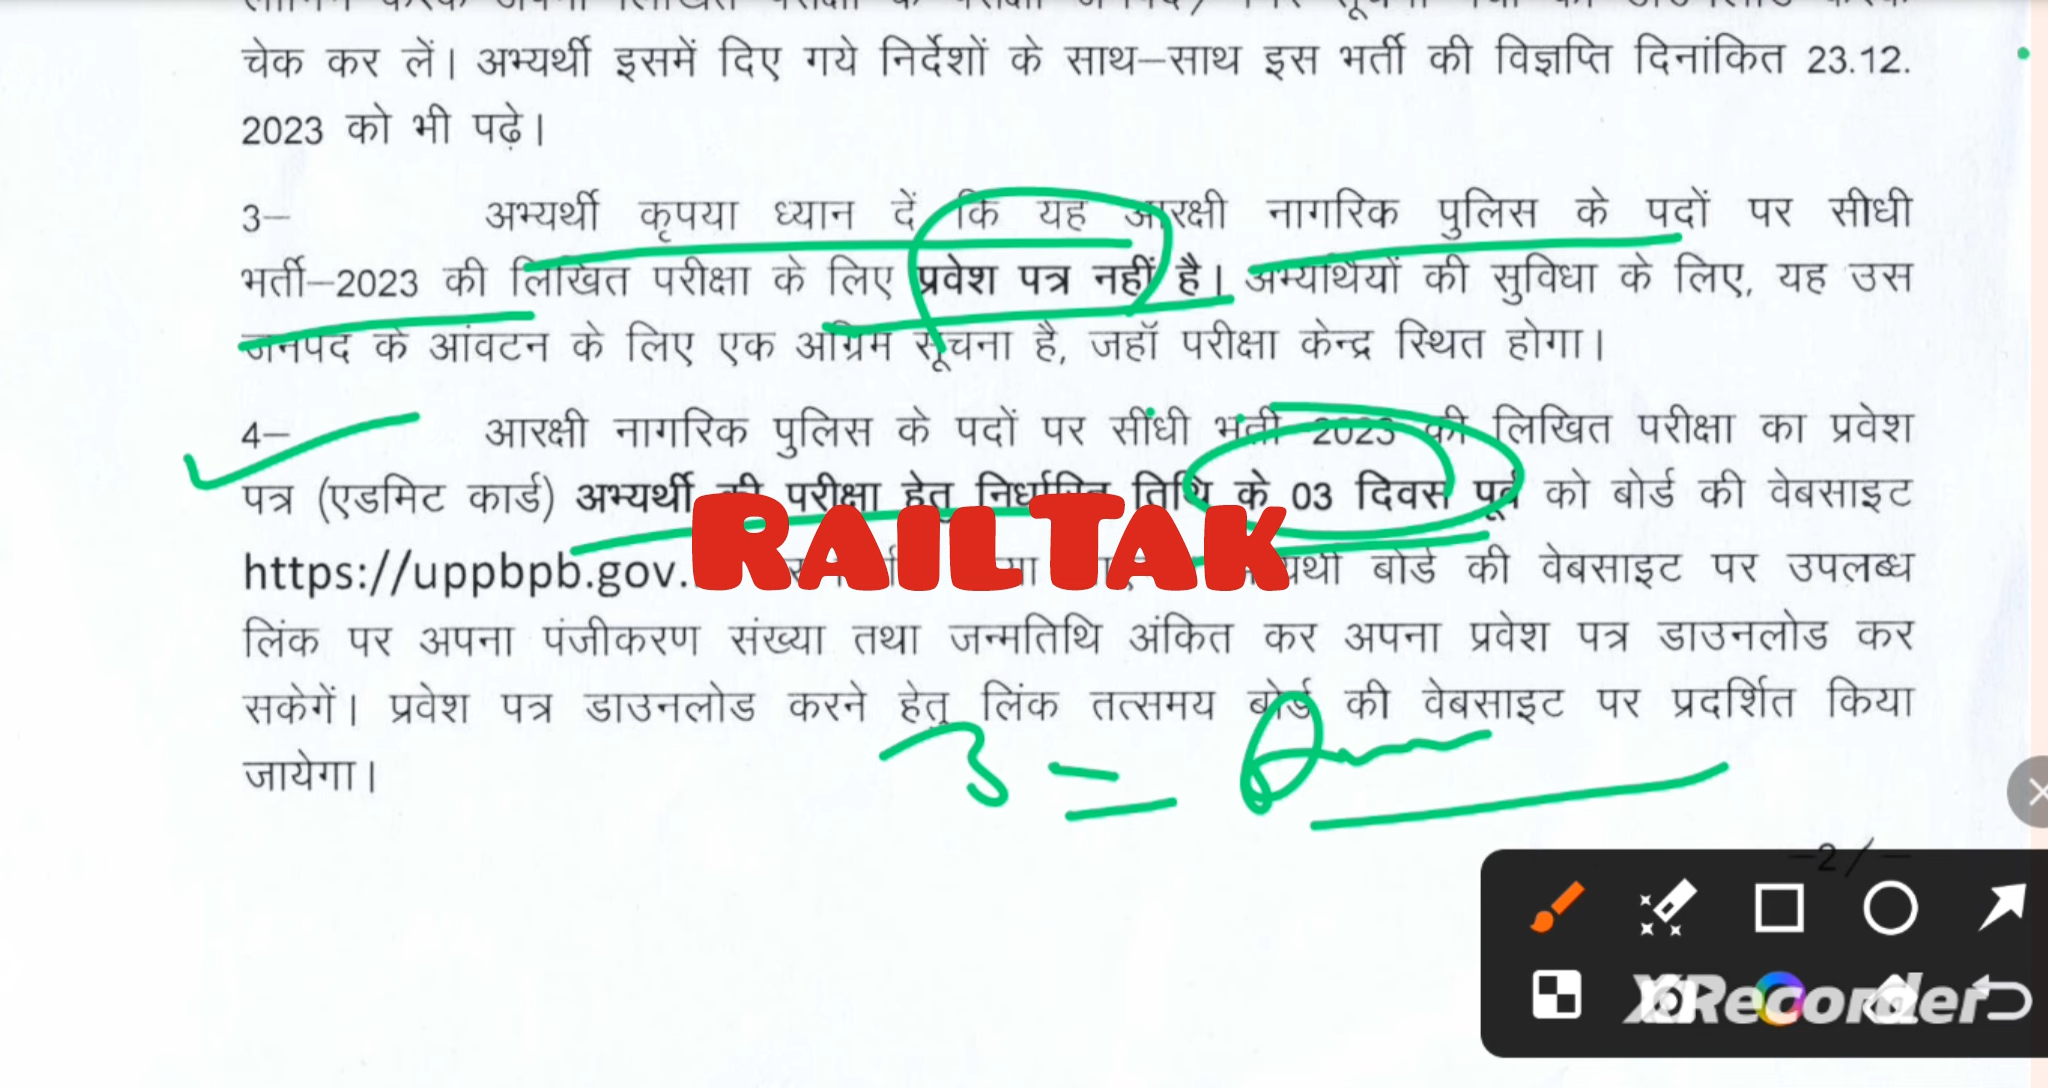 चेक कर लें। अभ्यर्थी इसमें दिए गये निर्देशों के साथ–साथ इस भर्ती की विज्ञप्ति दिनांकित 23.12.
2023 को भी पढ़े।
3– अभ्यर्थी कृपया ध्यान दें कि यह आरक्षी नागरिक पुलिस के पदों पर सीधी
भर्ती–2023 की लिखित परीक्षा के लिए प्रवेश पत्र नहीं है। अभ्यर्थियों की सुविधा के लिए, यह उस
जनपद के आंवटन के लिए एक अग्रिम सूचना है, जहॉ परीक्षा केन्द्र स्थित होगा।
4– आरक्षी नागरिक पुलिस के पदों पर सीधी भर्ती 2023 की लिखित परीक्षा का प्रवेश
पत्र (एडमिट कार्ड) अभ्यर्थी की परीक्षा हेतु निर्धारित तिथि के 03 दिवस पूर्व को बोर्ड की वेबसाइट
https://uppbpb.gov. RAILTAK बोर्ड की वेबसाइट पर उपलब्ध
लिंक पर अपना पंजीकरण संख्या तथा जन्मतिथि अंकित कर अपना प्रवेश पत्र डाउनलोड कर
सकेगें। प्रवेश पत्र डाउनलोड करने हेतु लिंक तत्समय बोर्ड की वेबसाइट पर प्रदर्शित किया
जायेगा।
3 =
–2/–
XRecorder